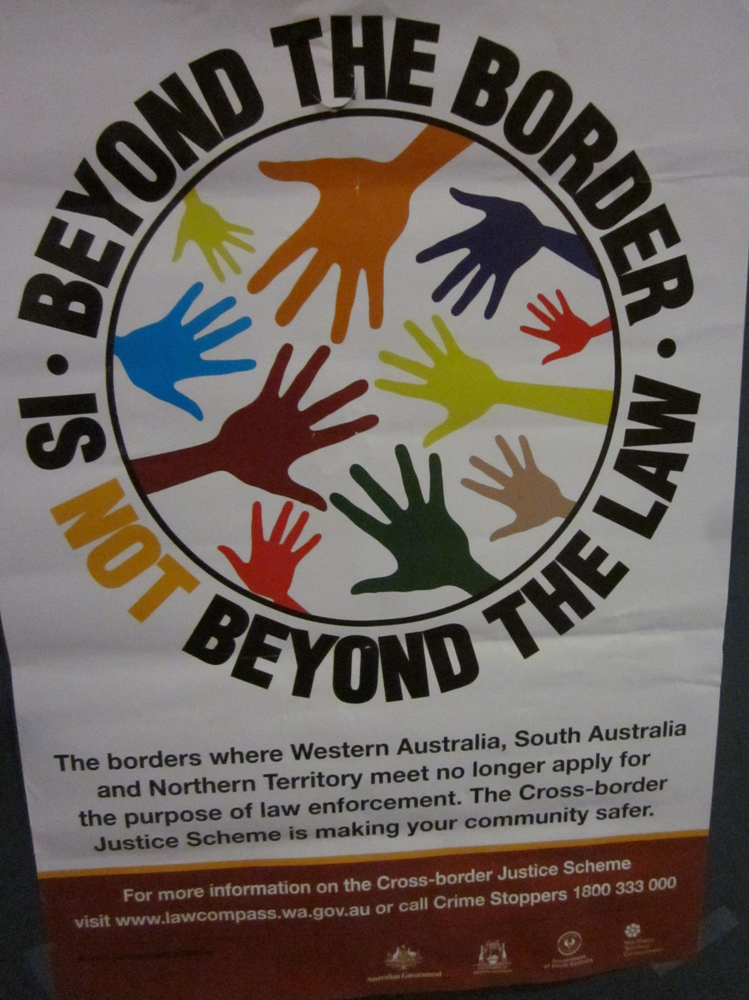 BEYOND THE BORDER •
IS NOT BEYOND THE LAW •
The borders where Western Australia, South Australia
and Northern Territory meet no longer apply for
the purpose of law enforcement. The Cross-border
Justice Scheme is making your community safer.
For more information on the Cross-border Justice Scheme
visit www.lawcompass.wa.gov.au or call Crime Stoppers 1800 333 000
Australian Government
Government
of South Australia
Northern
Territory
Government